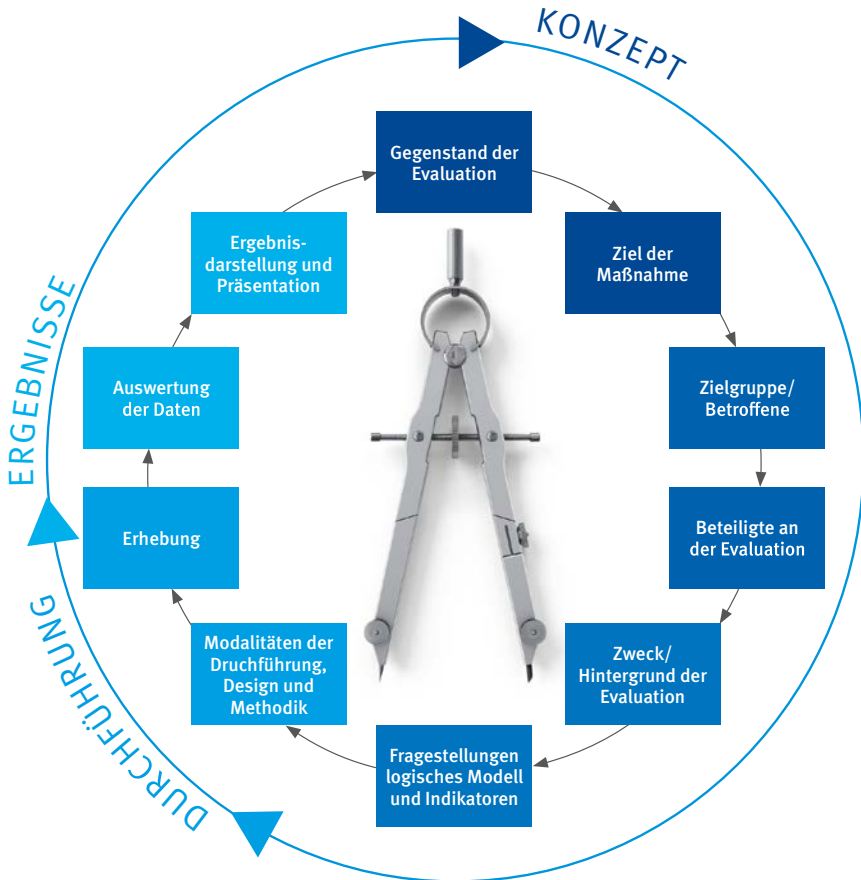 KONZEPT
Gegenstand der
Evaluation
Ziel der
Maßnahme
Zielgruppe/
Betroffene
Beteiligte an
der Evaluation
Zweck/
Hintergrund der
Evaluation
Fragestellungen
logisches Modell
und Indikatoren
DURCHFÜHRUNG
Modalitäten der
Druchführung,
Design und
Methodik
Erhebung
ERGEBNISSE
Auswertung
der Daten
Ergebnis-
darstellung und
Präsentation